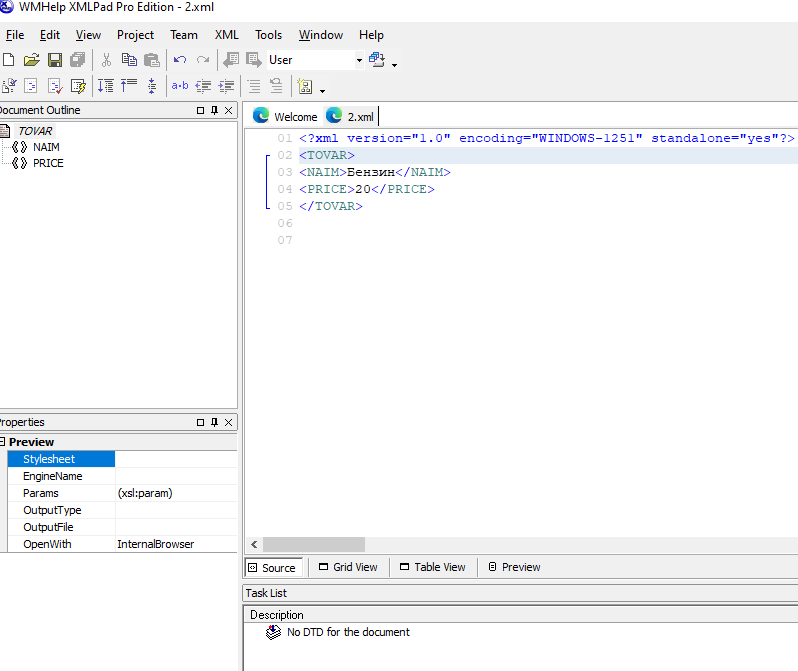 WMHelp XMLPad Pro Edition - 2.xml
File Edit View Project Team XML Tools Window Help
User
a·b
Document Outline
TOVAR
NAIM
PRICE
Properties
Preview
Stylesheet
EngineName
Params (xsl:param)
OutputType
OutputFile
OpenWith InternalBrowser
Welcome 2.xml
01 <?xml version="1.0" encoding="WINDOWS-1251" standalone="yes"?>
02 <TOVAR>
03 <NAIM>Бензин</NAIM>
04 <PRICE>20</PRICE>
05 </TOVAR>
06
07
Source Grid View Table View Preview
Task List
Description
No DTD for the document